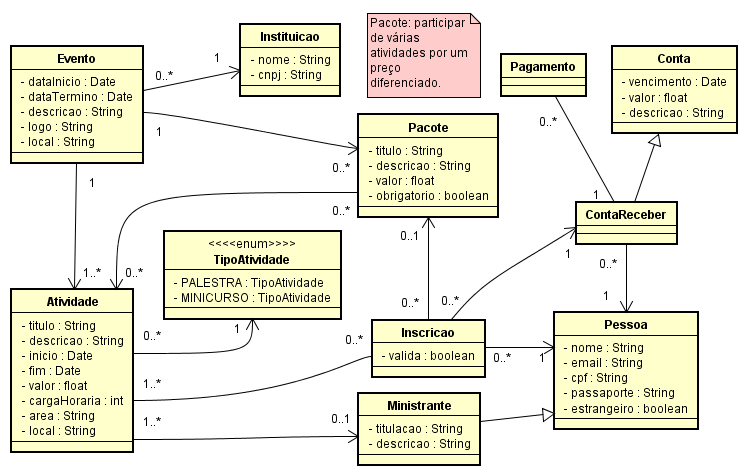 Evento
- dataInicio : Date
- dataTermino : Date
- descricao : String
- logo : String
- local : String
1
0..*
Instituicao
- nome : String
- cnpj : String
Pacote: participar
de várias
atividades por um
preço
diferenciado.
Pagamento
Conta
- vencimento : Date
- valor : float
- descricao : String
0..*
1
1
0..*
Pacote
- titulo : String
- descricao : String
- valor : float
- obrigatorio : boolean
0..*
1
ContaReceber
1
1..*
0..*
<<<<enum>>>>
TipoAtividade
- PALESTRA : TipoAtividade
- MINICURSO : TipoAtividade
0..1
0..*
0..*
1
0..*
1
Atividade
- titulo : String
- descricao : String
- inicio : Date
- fim : Date
- valor : float
- cargaHoraria : int
- area : String
- local : String
0..*
1
0..*
1..*
1..*
Inscricao
- valida : boolean
0..*
1
Pessoa
- nome : String
- email : String
- cpf : String
- passaporte : String
- estrangeiro : boolean
0..1
Ministrante
- titulacao : String
- descricao : String